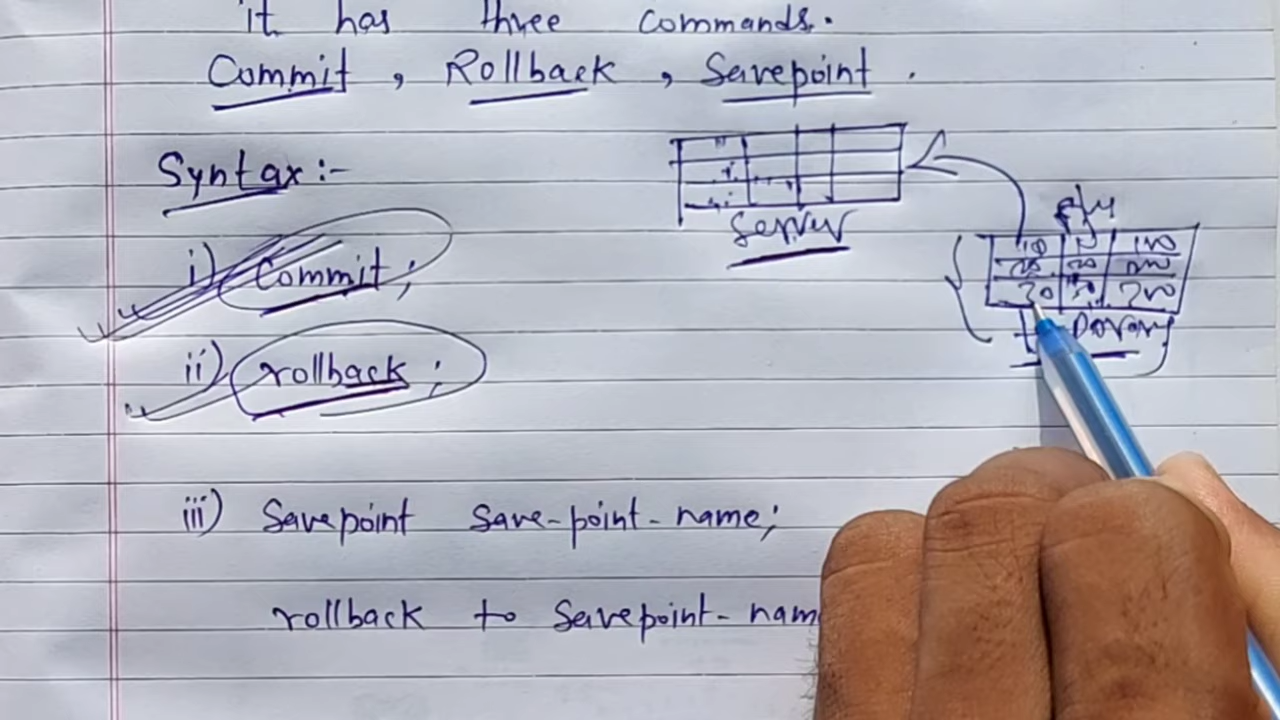 it has three commands.
Commit, Rollback, Savepoint.
Syntax:-
Server
i) Commit;
ii) rollback;
iii) Savepoint save-point-name;
rollback to Savepoint-nam